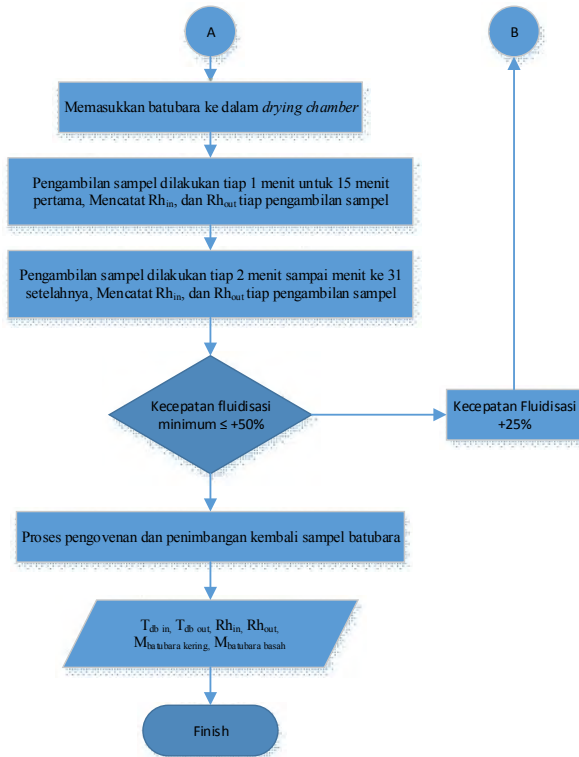 A
B
Memasukkan batubara ke dalam drying chamber
Pengambilan sampel dilakukan tiap 1 menit untuk 15 menit
pertama, Mencatat Rhin, dan Rhout tiap pengambilan sampel
Pengambilan sampel dilakukan tiap 2 menit sampai menit ke 31
setelahnya, Mencatat Rhin, dan Rhout tiap pengambilan sampel
Kecepatan fluidisasi
minimum ≤ +50%
Kecepatan Fluidisasi
+25%
Proses pengovenan dan penimbangan kembali sampel batubara
Tdb in, Tdb out, Rhin, Rhout,
Mbatubara kering, Mbatubara basah
Finish